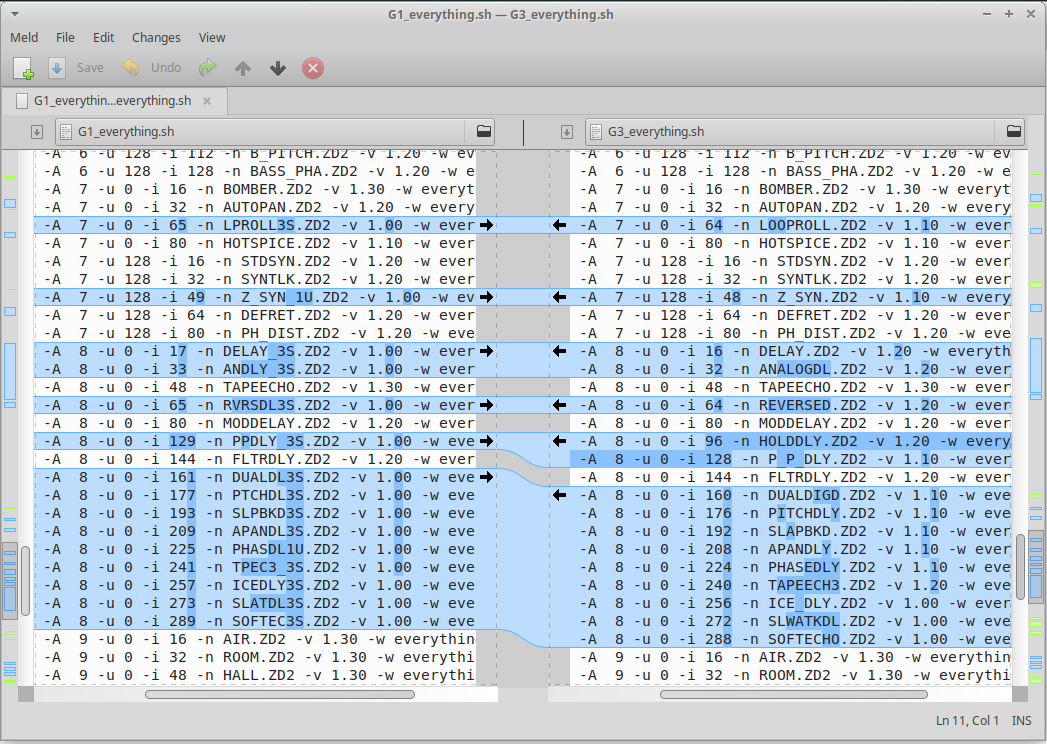 G1_everything.sh — G3_everything.sh
Meld File Edit Changes View
Save Undo
G1_everythin...everything.sh
G1_everything.sh
-A 6 -u 128 -i 112 -n B_PITCH.ZD2 -v 1.20 -w ev
-A 6 -u 128 -i 128 -n BASS_PHA.ZD2 -v 1.20 -w e
-A 7 -u 0 -i 16 -n BOMBER.ZD2 -v 1.30 -w everyt
-A 7 -u 0 -i 32 -n AUTOPAN.ZD2 -v 1.20 -w every
-A 7 -u 0 -i 65 -n LPROLL3S.ZD2 -v 1.00 -w ever
-A 7 -u 0 -i 80 -n HOTSPICE.ZD2 -v 1.10 -w ever
-A 7 -u 128 -i 16 -n STDSYN.ZD2 -v 1.20 -w ever
-A 7 -u 128 -i 32 -n SYNTLK.ZD2 -v 1.20 -w ever
-A 7 -u 128 -i 49 -n Z_SYN_1U.ZD2 -v 1.00 -w ev
-A 7 -u 128 -i 64 -n DEFRET.ZD2 -v 1.20 -w ever
-A 7 -u 128 -i 80 -n PH_DIST.ZD2 -v 1.20 -w eve
-A 8 -u 0 -i 17 -n DELAY_3S.ZD2 -v 1.00 -w ever
-A 8 -u 0 -i 33 -n ANDLY_3S.ZD2 -v 1.00 -w ever
-A 8 -u 0 -i 48 -n TAPEECHO.ZD2 -v 1.30 -w ever
-A 8 -u 0 -i 65 -n RVRSDL3S.ZD2 -v 1.00 -w ever
-A 8 -u 0 -i 80 -n MODDELAY.ZD2 -v 1.20 -w ever
-A 8 -u 0 -i 129 -n PPDLY_3S.ZD2 -v 1.00 -w eve
-A 8 -u 0 -i 144 -n FLTRDLY.ZD2 -v 1.20 -w ever
-A 8 -u 0 -i 161 -n DUALDL3S.ZD2 -v 1.00 -w eve
-A 8 -u 0 -i 177 -n PTCHDL3S.ZD2 -v 1.00 -w eve
-A 8 -u 0 -i 193 -n SLPBKD3S.ZD2 -v 1.00 -w eve
-A 8 -u 0 -i 209 -n APANDL3S.ZD2 -v 1.00 -w eve
-A 8 -u 0 -i 225 -n PHASDL1U.ZD2 -v 1.00 -w eve
-A 8 -u 0 -i 241 -n TPEC3_3S.ZD2 -v 1.00 -w eve
-A 8 -u 0 -i 257 -n ICEDLY3S.ZD2 -v 1.00 -w eve
-A 8 -u 0 -i 273 -n SLATDL3S.ZD2 -v 1.00 -w eve
-A 8 -u 0 -i 289 -n SOFTEC3S.ZD2 -v 1.00 -w eve
-A 9 -u 0 -i 16 -n AIR.ZD2 -v 1.30 -w everythin
-A 9 -u 0 -i 32 -n ROOM.ZD2 -v 1.30 -w everythi
-A 9 -u 0 -i 48 -n HALL.ZD2 -v 1.30 -w everythi
G3_everything.sh
-A 6 -u 128 -i 112 -n B_PITCH.ZD2 -v 1.20 -w ev
-A 6 -u 128 -i 128 -n BASS_PHA.ZD2 -v 1.20 -w e
-A 7 -u 0 -i 16 -n BOMBER.ZD2 -v 1.30 -w everyt
-A 7 -u 0 -i 32 -n AUTOPAN.ZD2 -v 1.20 -w every
-A 7 -u 0 -i 64 -n LOOPROLL.ZD2 -v 1.10 -w ever
-A 7 -u 0 -i 80 -n HOTSPICE.ZD2 -v 1.10 -w ever
-A 7 -u 128 -i 16 -n STDSYN.ZD2 -v 1.20 -w ever
-A 7 -u 128 -i 32 -n SYNTLK.ZD2 -v 1.20 -w ever
-A 7 -u 128 -i 48 -n Z_SYN.ZD2 -v 1.10 -w every
-A 7 -u 128 -i 64 -n DEFRET.ZD2 -v 1.20 -w ever
-A 7 -u 128 -i 80 -n PH_DIST.ZD2 -v 1.20 -w eve
-A 8 -u 0 -i 16 -n DELAY.ZD2 -v 1.20 -w everyth
-A 8 -u 0 -i 32 -n ANALOGDL.ZD2 -v 1.20 -w ever
-A 8 -u 0 -i 48 -n TAPEECHO.ZD2 -v 1.30 -w ever
-A 8 -u 0 -i 64 -n REVERSED.ZD2 -v 1.20 -w ever
-A 8 -u 0 -i 80 -n MODDELAY.ZD2 -v 1.20 -w ever
-A 8 -u 0 -i 96 -n HOLDDLY.ZD2 -v 1.20 -w every
-A 8 -u 0 -i 128 -n P_P_DLY.ZD2 -v 1.10 -w ever
-A 8 -u 0 -i 144 -n FLTRDLY.ZD2 -v 1.20 -w ever
-A 8 -u 0 -i 160 -n DUALDIGD.ZD2 -v 1.10 -w eve
-A 8 -u 0 -i 176 -n PITCHDLY.ZD2 -v 1.10 -w eve
-A 8 -u 0 -i 192 -n SLAPBKD.ZD2 -v 1.10 -w ever
-A 8 -u 0 -i 208 -n APANDLY.ZD2 -v 1.10 -w ever
-A 8 -u 0 -i 224 -n PHASEDLY.ZD2 -v 1.10 -w eve
-A 8 -u 0 -i 240 -n TAPEECH3.ZD2 -v 1.20 -w eve
-A 8 -u 0 -i 256 -n ICE_DLY.ZD2 -v 1.00 -w ever
-A 8 -u 0 -i 272 -n SLWATKDL.ZD2 -v 1.00 -w eve
-A 8 -u 0 -i 288 -n SOFTECHO.ZD2 -v 1.00 -w eve
-A 9 -u 0 -i 16 -n AIR.ZD2 -v 1.30 -w everythin
-A 9 -u 0 -i 32 -n ROOM.ZD2 -v 1.30 -w everythi
Ln 11, Col 1 INS